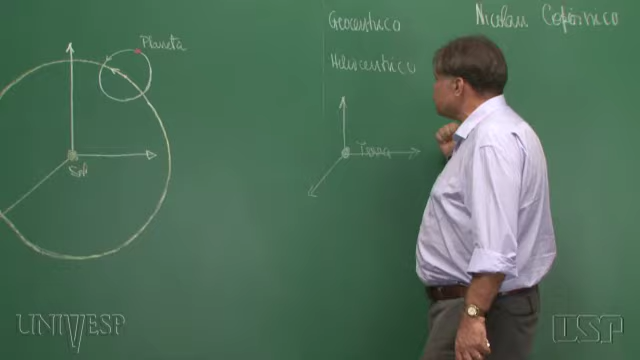 Planeta
Sol
Geocentrico
Heliocentrico
Terra
Nicolau Copérnico
UNIVESP
USP